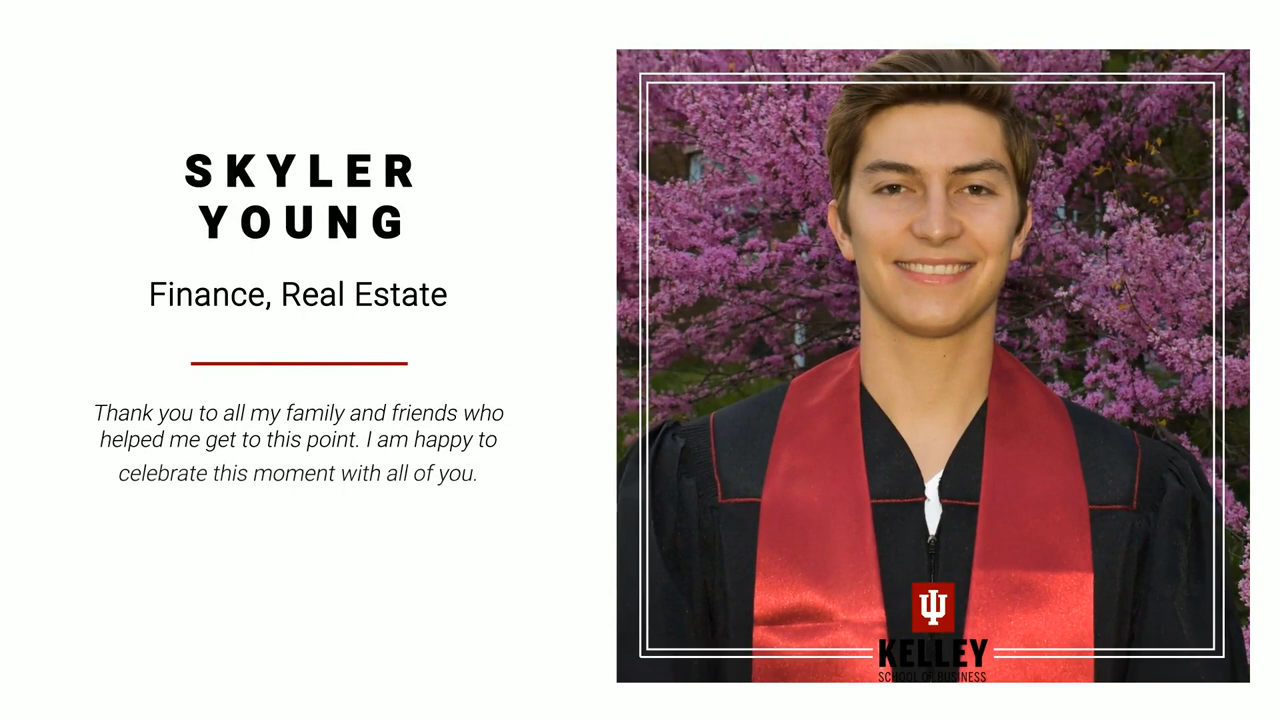 SKYLER
YOUNG
Finance, Real Estate
Thank you to all my family and friends who
helped me get to this point. I am happy to
celebrate this moment with all of you.
KELLEY
SCHOOL OF BUSINESS